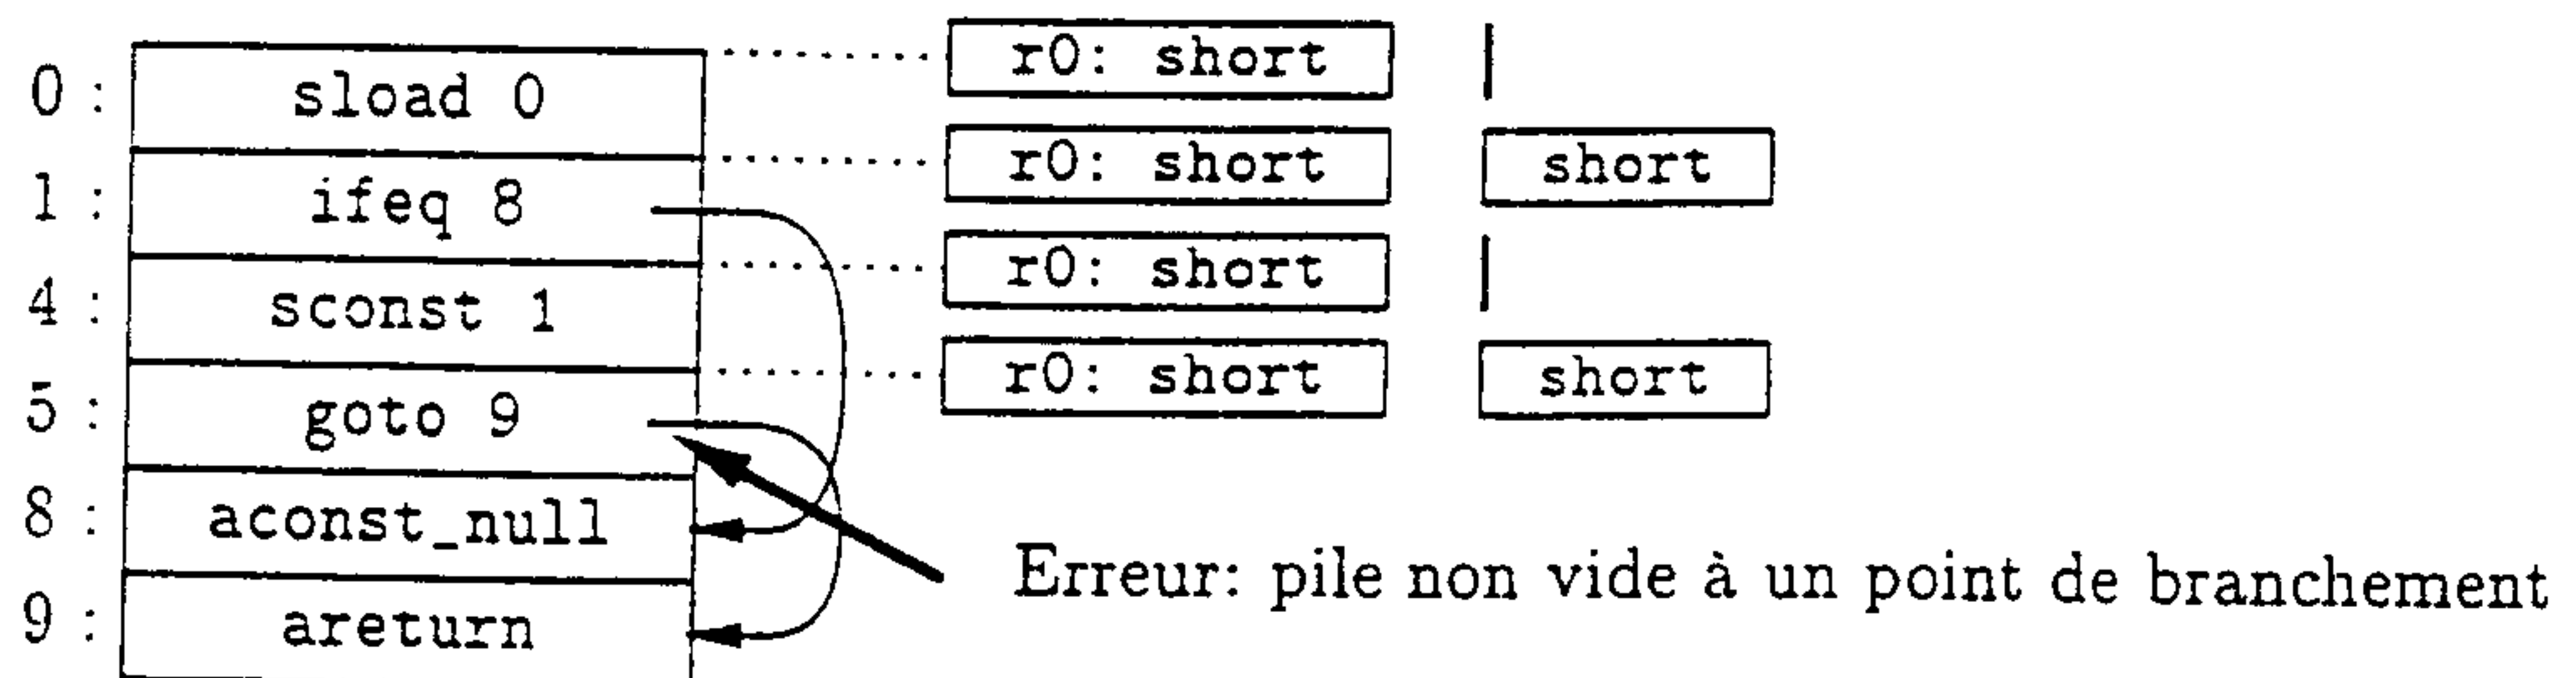 r0: short
0 : sload 0
r0: short short
1 : ifeq 8
r0: short
4 : sconst 1
r0: short short
5 : goto 9
8 : aconst_null
Erreur: pile non vide à un point de branchement
9 : areturn